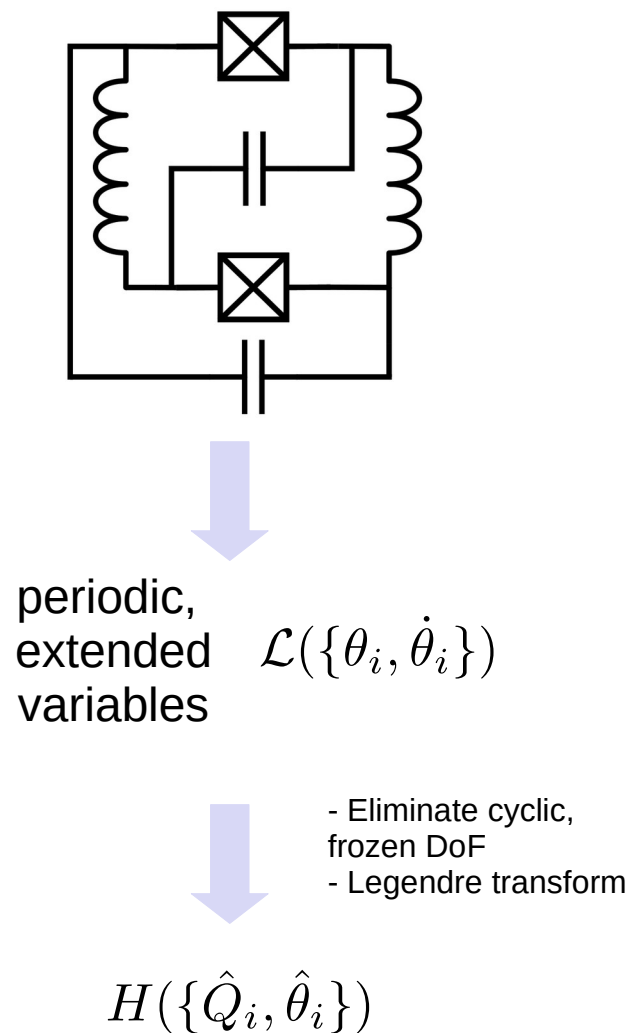 periodic,
extended
variables
𝓛({θᵢ, θ̇ᵢ})
- Eliminate cyclic,
frozen DoF
- Legendre transform
H({Q̂ᵢ, θ̂ᵢ})